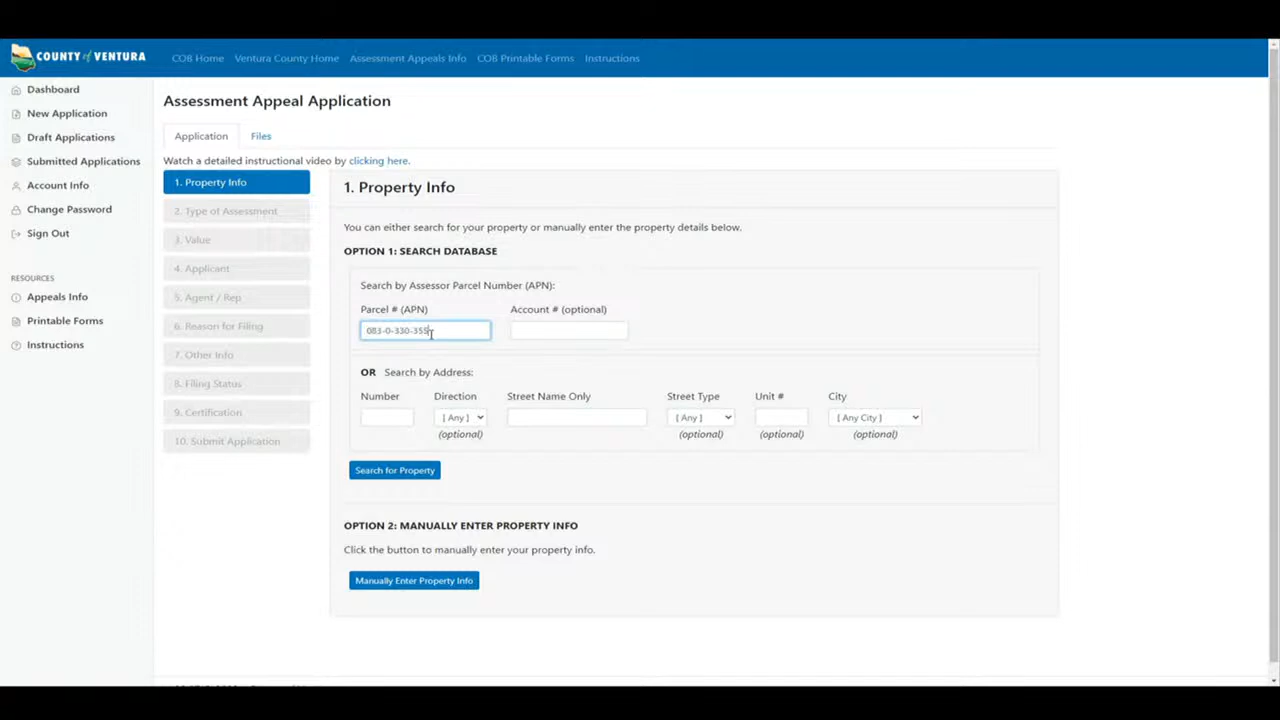 COUNTY of VENTURA
COB Home Ventura County Home Assessment Appeals Info COB Printable Forms Instructions
Dashboard
New Application
Draft Applications
Submitted Applications
Account Info
Change Password
Sign Out
RESOURCES
Appeals Info
Printable Forms
Instructions
Assessment Appeal Application
Application Files
Watch a detailed instructional video by clicking here.
1. Property Info
2. Type of Assessment
3. Value
4. Applicant
5. Agent / Rep
6. Reason for Filing
7. Other Info
8. Filing Status
9. Certification
10. Submit Application
1. Property Info
You can either search for your property or manually enter the property details below.
OPTION 1: SEARCH DATABASE
Search by Assessor Parcel Number (APN):
Parcel # (APN) Account # (optional)
083-0-330-355
OR Search by Address:
Number Direction Street Name Only Street Type Unit # City
[ Any ] [ Any ] [ Any City ]
(optional) (optional) (optional) (optional)
Search for Property
OPTION 2: MANUALLY ENTER PROPERTY INFO
Click the button to manually enter your property info.
Manually Enter Property Info